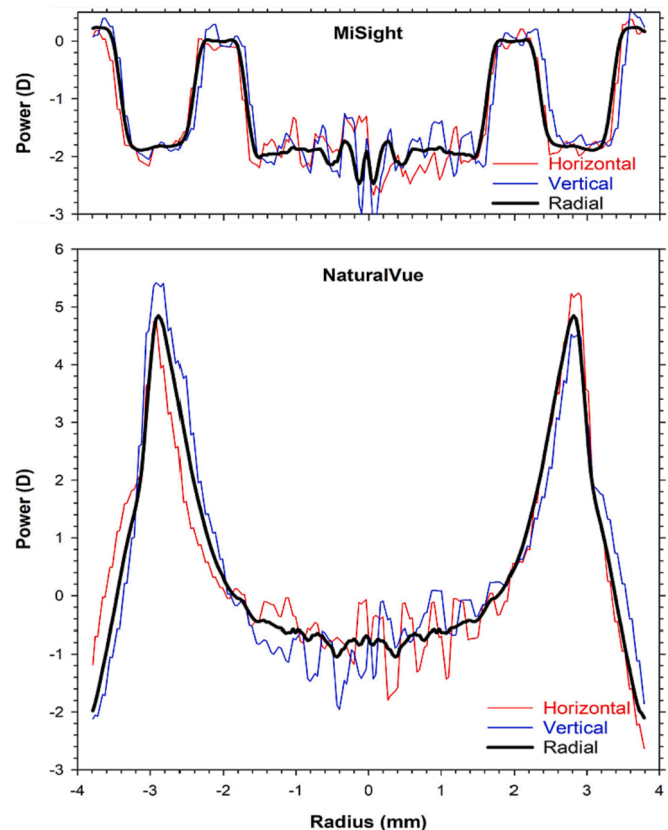 MiSight
Power (D)
0
-1
-2
-3
Horizontal
Vertical
Radial
NaturalVue
Power (D)
6
5
4
3
2
1
0
-1
-2
-3
Horizontal
Vertical
Radial
-4 -3 -2 -1 0 1 2 3 4
Radius (mm)